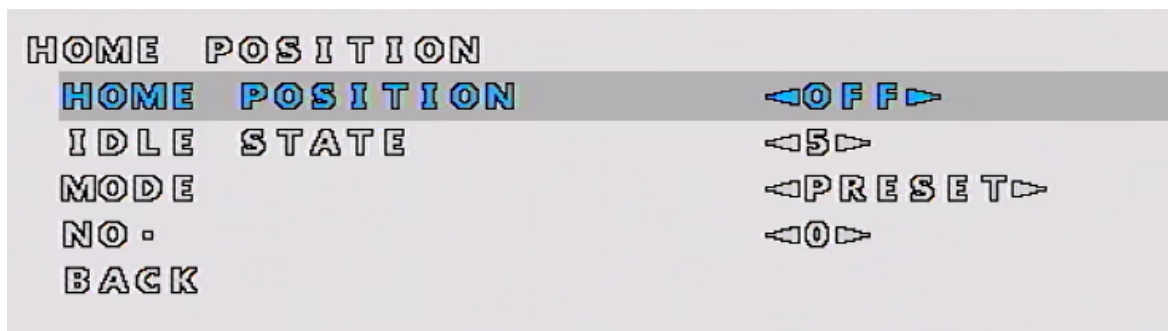 HOME POSITION
HOME POSITION ◅OFF▻
IDLE STATE ◅5▻
MODE ◅PRESET▻
NO. ◅0▻
BACK